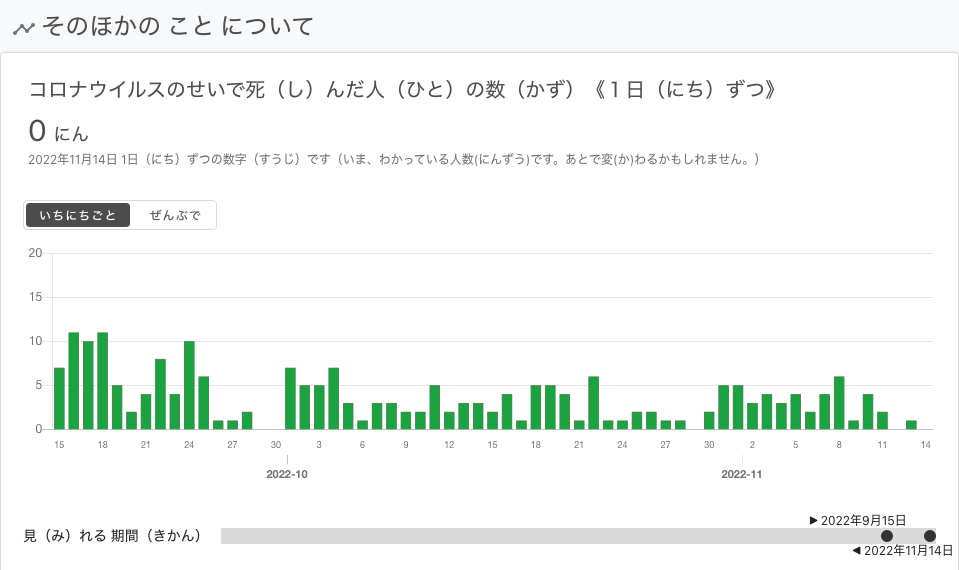 そのほかの こと について
コロナウイルスのせいで死（し）んだ人（ひと）の数（かず）《１日（にち）ずつ》
0 にん
2022年11月14日 1日（にち）ずつの数字（すうじ）です（いま、わかっている人数(にんずう)です。あとで変(か)わるかもしれません。）
いちにちごと ぜんぶで
20
15
10
5
0
15 18 21 24 27 30 3 6 9 12 15 18 21 24 27 30 2 5 8 11 14
2022-10 2022-11
▶ 2022年9月15日
見（み）れる 期間（きかん）
◀ 2022年11月14日